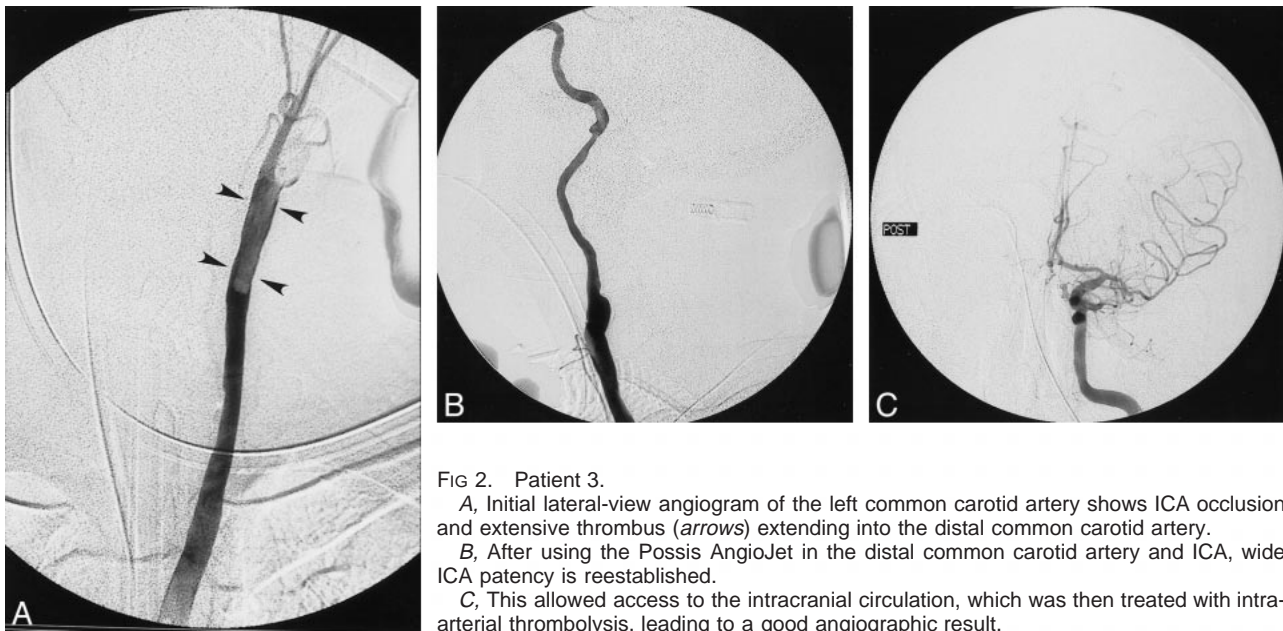 A
B
POST
C
FIG 2. Patient 3.
A, Initial lateral-view angiogram of the left common carotid artery shows ICA occlusion
and extensive thrombus (arrows) extending into the distal common carotid artery.
B, After using the Possis AngioJet in the distal common carotid artery and ICA, wide
ICA patency is reestablished.
C, This allowed access to the intracranial circulation, which was then treated with intra-
arterial thrombolysis, leading to a good angiographic result.